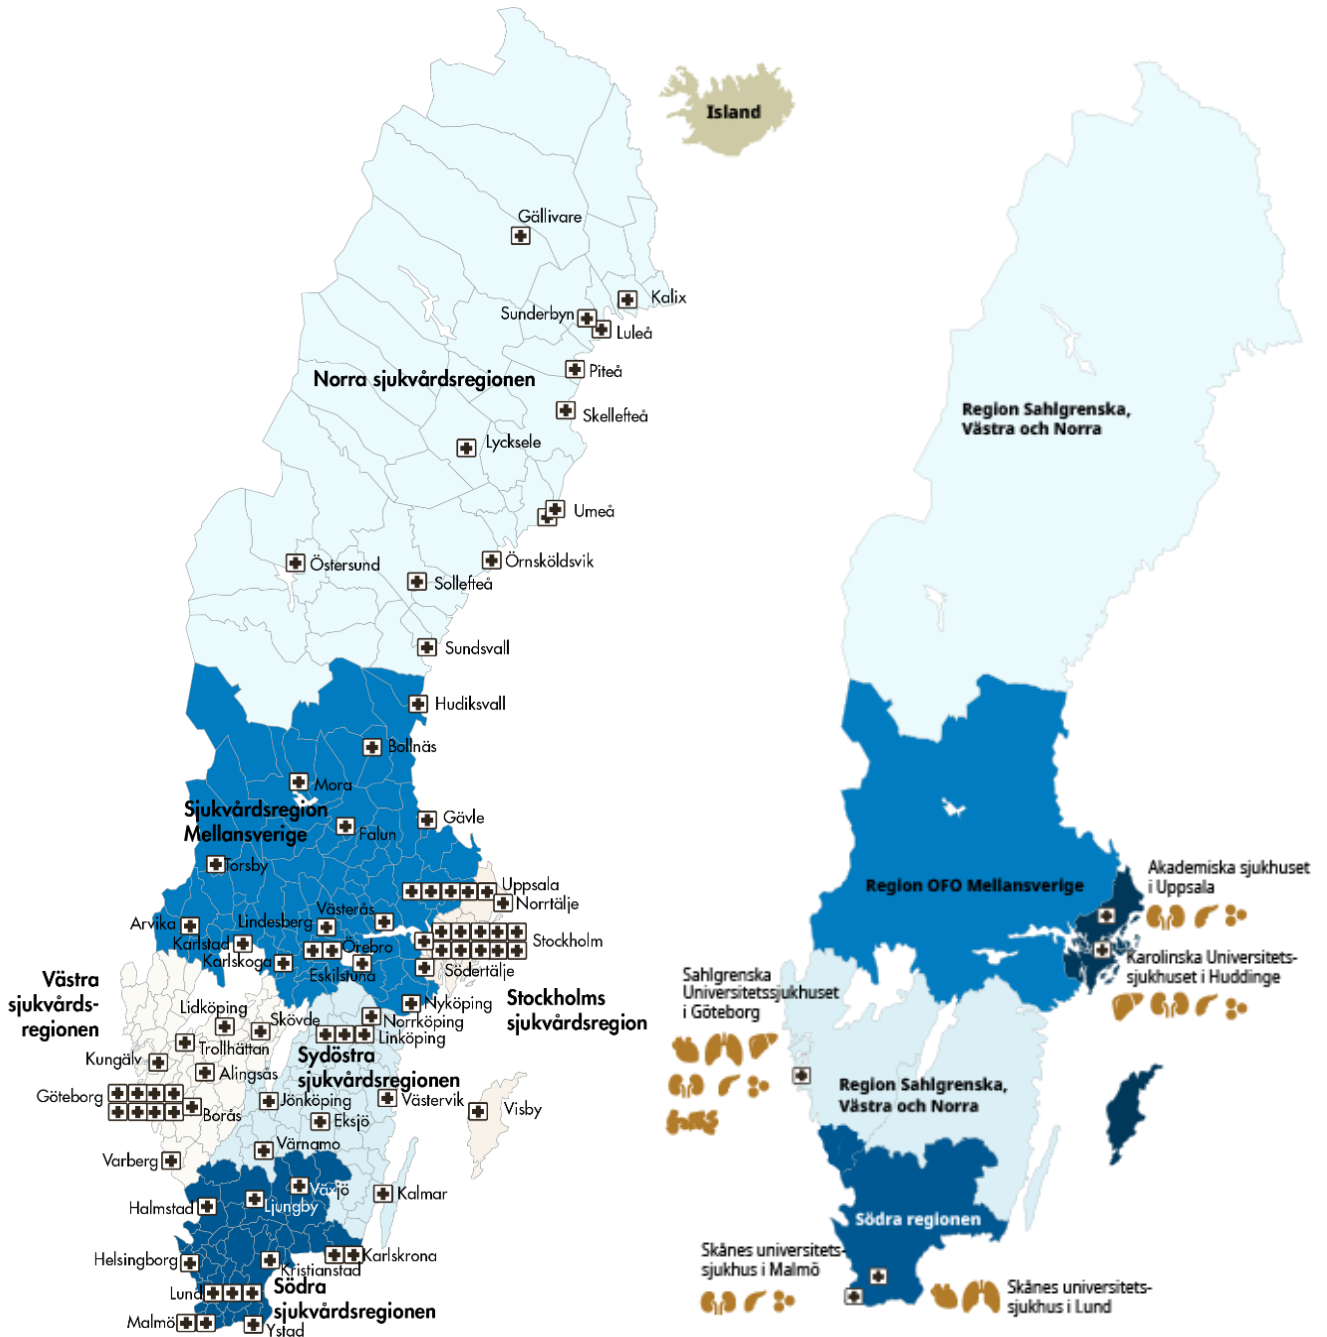 Island
Gällivare
Kalix
Sunderbyn
Luleå
Norra sjukvårdsregionen
Piteå
Skellefteå
Lycksele
Umeå
Östersund
Örnsköldsvik
Sollefteå
Sundsvall
Hudiksvall
Bollnäs
Mora
Sjukvårdsregion
Mellansverige
Gävle
Falun
Torsby
Uppsala
Norrtälje
Arvika
Lindesberg
Västerås
Stockholm
Karlstad
Örebro
Karlskoga
Eskilstuna
Södertälje
Västra
sjukvårds-
regionen
Lidköping
Skövde
Nyköping
Stockholms
sjukvårdsregion
Norrköping
Linköping
Trollhättan
Kungälv
Sydöstra
sjukvårdsregionen
Alingsås
Göteborg
Borås
Jönköping
Västervik
Visby
Eksjö
Värnamo
Varberg
Växjö
Kalmar
Halmstad
Ljungby
Helsingborg
Karlskrona
Kristianstad
Lund
Södra
sjukvårdsregionen
Malmö
Ystad
Region Sahlgrenska,
Västra och Norra
Region OFO Mellansverige
Akademiska sjukhuset
i Uppsala
Karolinska Universitets-
sjukhuset i Huddinge
Sahlgrenska
Universitetssjukhuset
i Göteborg
Region Sahlgrenska,
Västra och Norra
Södra regionen
Skånes universitets-
sjukhus i Malmö
Skånes universitets-
sjukhus i Lund